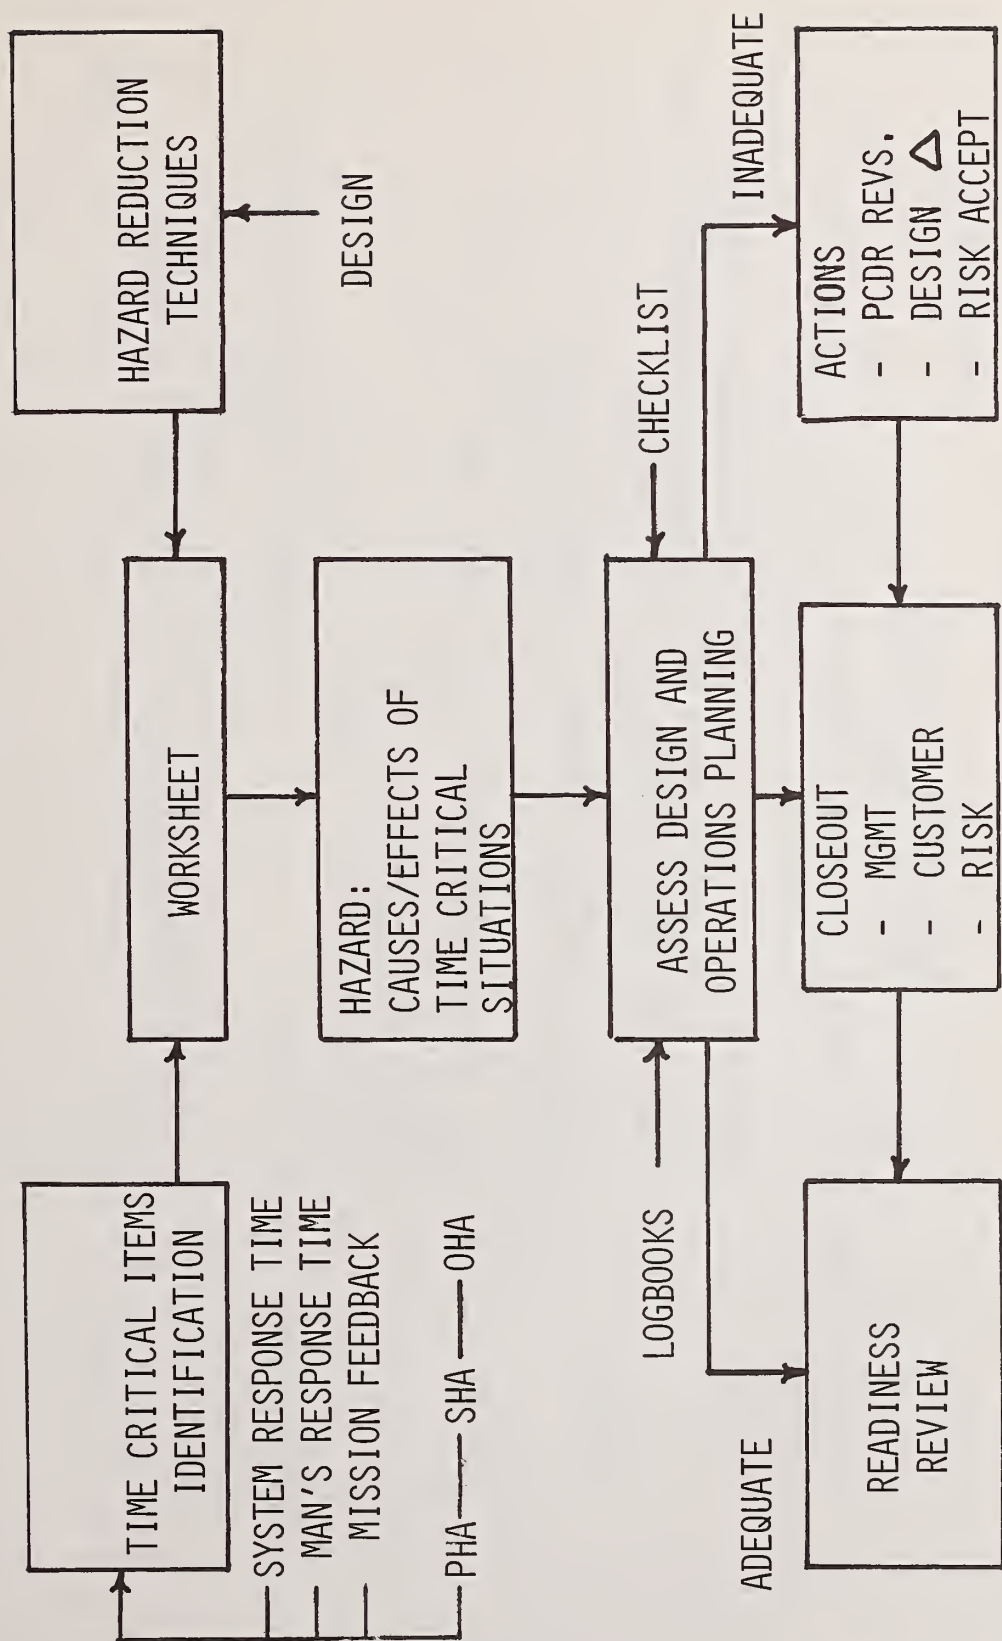 TIME CRITICAL ITEMS
IDENTIFICATION
SYSTEM RESPONSE TIME
MAN'S RESPONSE TIME
MISSION FEEDBACK
PHA SHA OHA
WORKSHEET
HAZARD REDUCTION
TECHNIQUES
DESIGN
HAZARD:
CAUSES/EFFECTS OF
TIME CRITICAL
SITUATIONS
LOGBOOKS
ASSESS DESIGN AND
OPERATIONS PLANNING
CHECKLIST
ADEQUATE
INADEQUATE
READINESS
REVIEW
CLOSEOUT
- MGMT
- CUSTOMER
- RISK
ACTIONS
- PCDR REVS.
- DESIGN △
- RISK ACCEPT